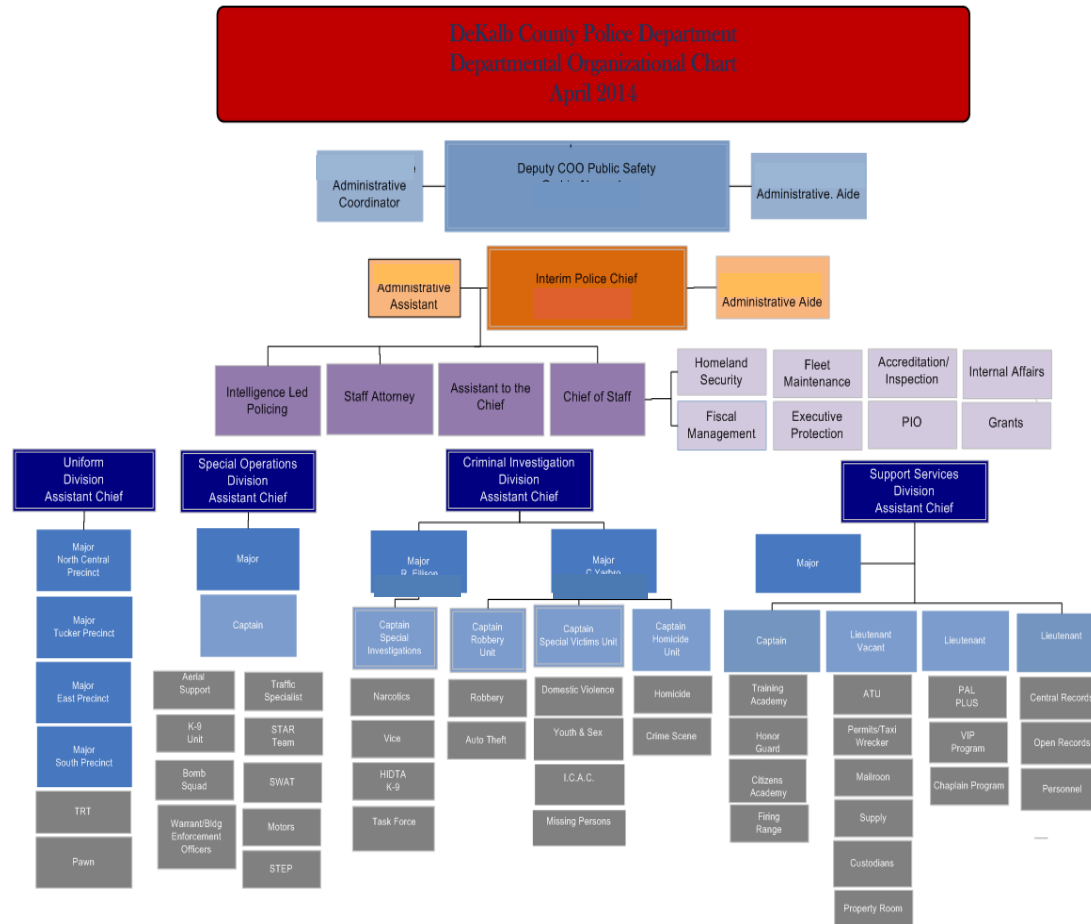 DeKalb County Police Department
Departmental Organizational Chart
April 2014
Administrative
Coordinator
Deputy COO Public Safety
Administrative. Aide
Administrative
Assistant
Interim Police Chief
Administrative Aide
Intelligence Led
Policing
Staff Attorney
Assistant to the
Chief
Chief of Staff
Homeland
Security
Fleet
Maintenance
Accreditation/
Inspection
Internal Affairs
Fiscal
Management
Executive
Protection
PIO
Grants
Uniform
Division
Assistant Chief
Major
North Central
Precinct
Major
Tucker Precinct
Major
East Precinct
Major
South Precinct
TRT
Pawn
Special Operations
Division
Assistant Chief
Major
Captain
Aerial
Support
K-9
Unit
Bomb
Squad
Warrant/Bldg
Enforcement
Officers
Traffic
Specialist
STAR
Team
SWAT
Motors
STEP
Criminal Investigation
Division
Assistant Chief
Major
R. Ellison
Major
C Yarbro
Captain
Special
Investigations
Narcotics
Vice
HIDTA
K-9
Task Force
Captain
Robbery
Unit
Robbery
Auto Theft
Captain
Special Victims Unit
Domestic Violence
Youth & Sex
I.C.A.C.
Missing Persons
Captain
Homicide
Unit
Homicide
Crime Scene
Support Services
Division
Assistant Chief
Major
Captain
Training
Academy
Honor
Guard
Citizens
Academy
Firing
Range
Lieutenant
Vacant
ATU
Permits/Taxi
Wrecker
Mailroon
Supply
Custodians
Property Room
Lieutenant
PAL
PLUS
VIP
Program
Chaplain Program
Lieutenant
Central Records
Open Records
Personnel